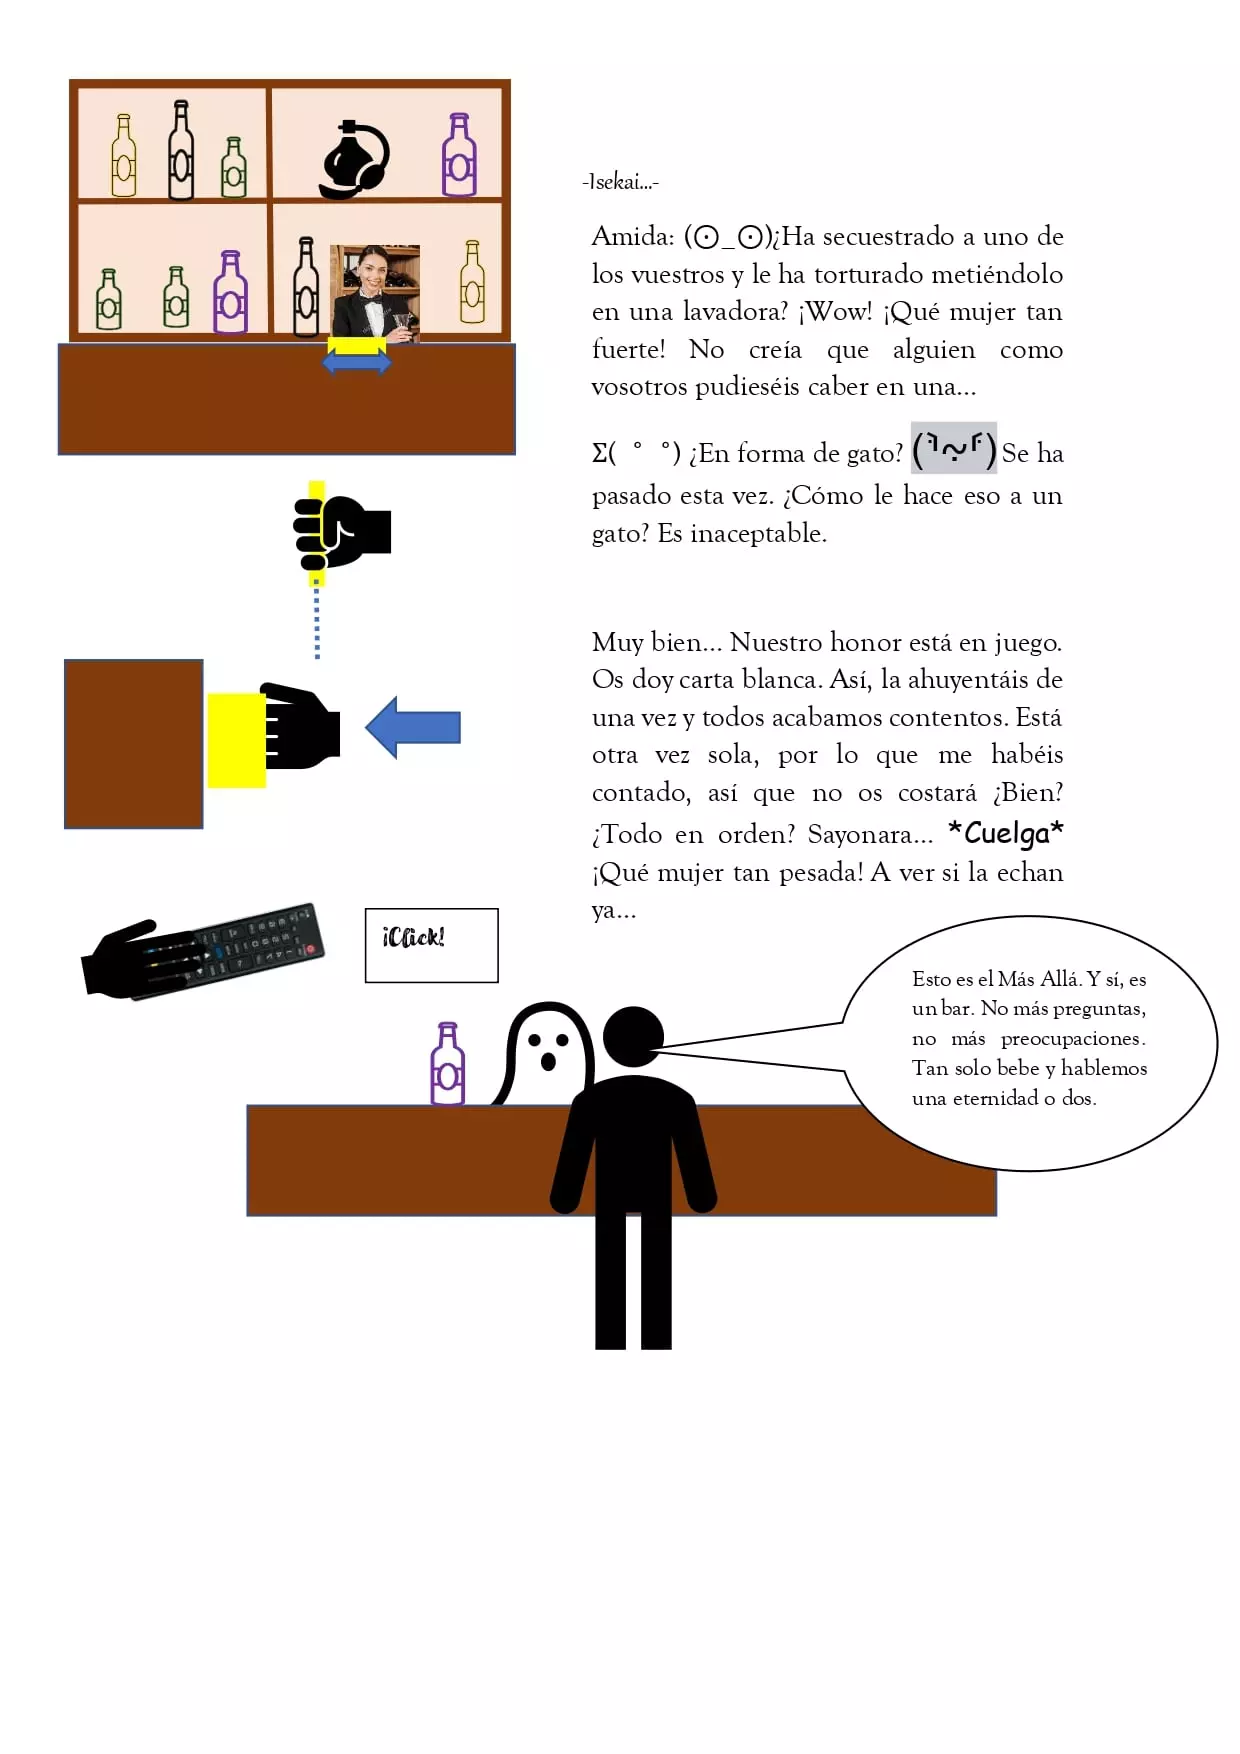 -Isekai...-
Amida: (⊙_⊙)¿Ha secuestrado a uno de
los vuestros y le ha torturado metiéndolo
en una lavadora? ¡Wow! ¡Qué mujer tan
fuerte! No creía que alguien como
vosotros pudieséis caber en una...
Σ( ° °) ¿En forma de gato? Se ha
pasado esta vez. ¿Cómo le hace eso a un
gato? Es inaceptable.
Muy bien... Nuestro honor está en juego.
Os doy carta blanca. Así, la ahuyentáis de
una vez y todos acabamos contentos. Está
otra vez sola, por lo que me habéis
contado, así que no os costará ¿Bien?
¿Todo en orden? Sayonara... *Cuelga*
¡Qué mujer tan pesada! A ver si la echan
ya...
¡Click!
Esto es el Más Allá. Y sí, es
un bar. No más preguntas,
no más preocupaciones.
Tan solo bebe y hablemos
una eternidad o dos.